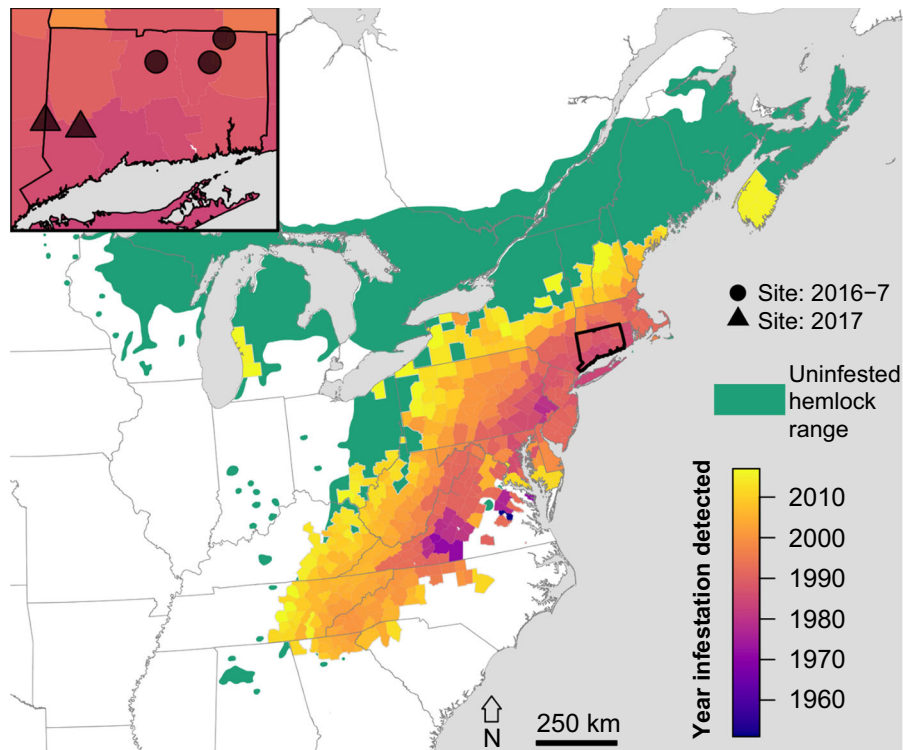 Site: 2016–7
Site: 2017
Uninfested
hemlock
range
Year infestation detected
2010
2000
1990
1980
1970
1960
N
250 km